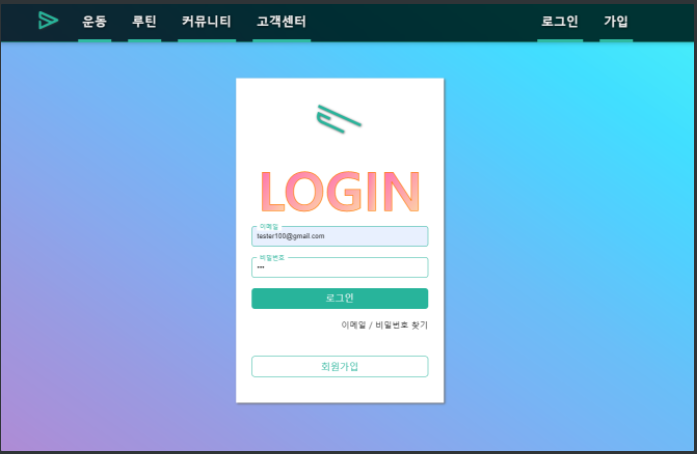 운동 루틴 커뮤니티 고객센터 로그인 가입
LOGIN
이메일
tester100@gmail.com
비밀번호
•••
로그인
이메일 / 비밀번호 찾기
회원가입